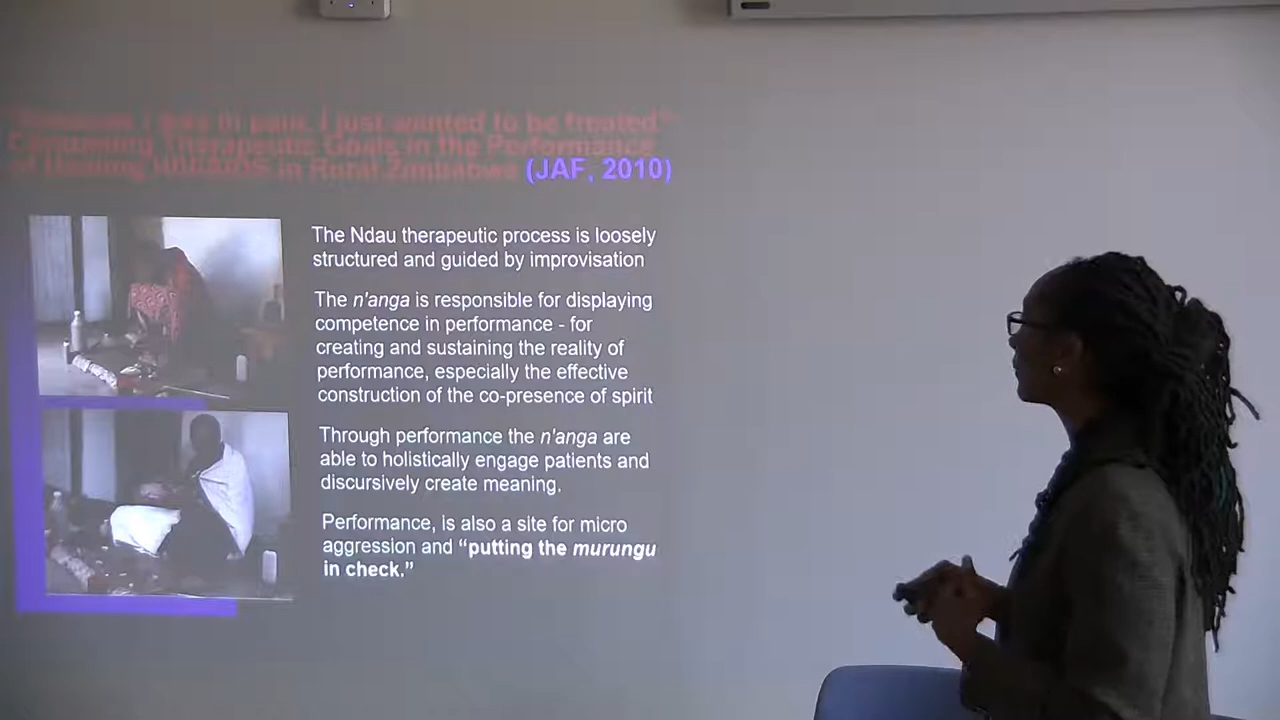 "Because I was in pain, I just wanted to be treated"
Competing Therapeutic Goals in the Performance
of Healing HIV/AIDS in Rural Zimbabwe (JAF, 2010)
The Ndau therapeutic process is loosely
structured and guided by improvisation
The n'anga is responsible for displaying
competence in performance - for
creating and sustaining the reality of
performance, especially the effective
construction of the co-presence of spirit
Through performance the n'anga are
able to holistically engage patients and
discursively create meaning.
Performance, is also a site for micro
aggression and “putting the murungu
in check.”